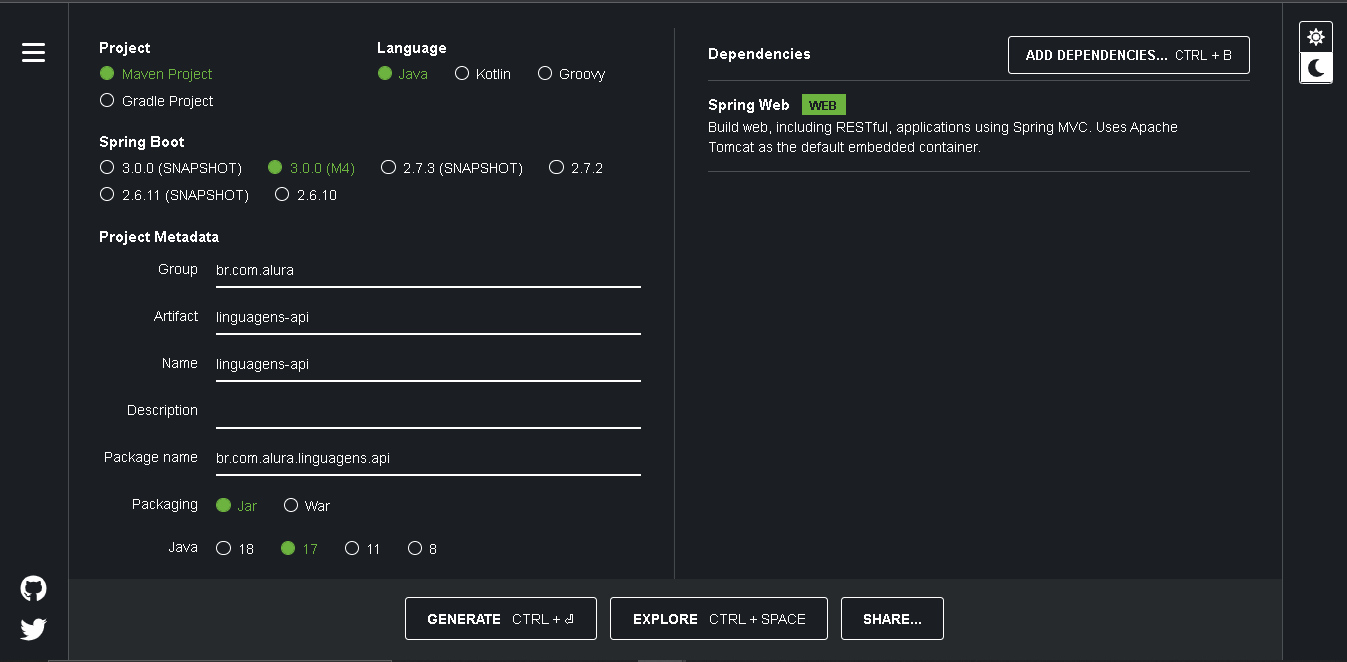 Project
Maven Project
Gradle Project
Language
Java Kotlin Groovy
Spring Boot
3.0.0 (SNAPSHOT) 3.0.0 (M4) 2.7.3 (SNAPSHOT) 2.7.2
2.6.11 (SNAPSHOT) 2.6.10
Project Metadata
Group br.com.alura
Artifact linguagens-api
Name linguagens-api
Description
Package name br.com.alura.linguagens.api
Packaging Jar War
Java 18 17 11 8
Dependencies
ADD DEPENDENCIES... CTRL + B
Spring Web WEB
Build web, including RESTful, applications using Spring MVC. Uses Apache
Tomcat as the default embedded container.
GENERATE CTRL + ⏎
EXPLORE CTRL + SPACE
SHARE...